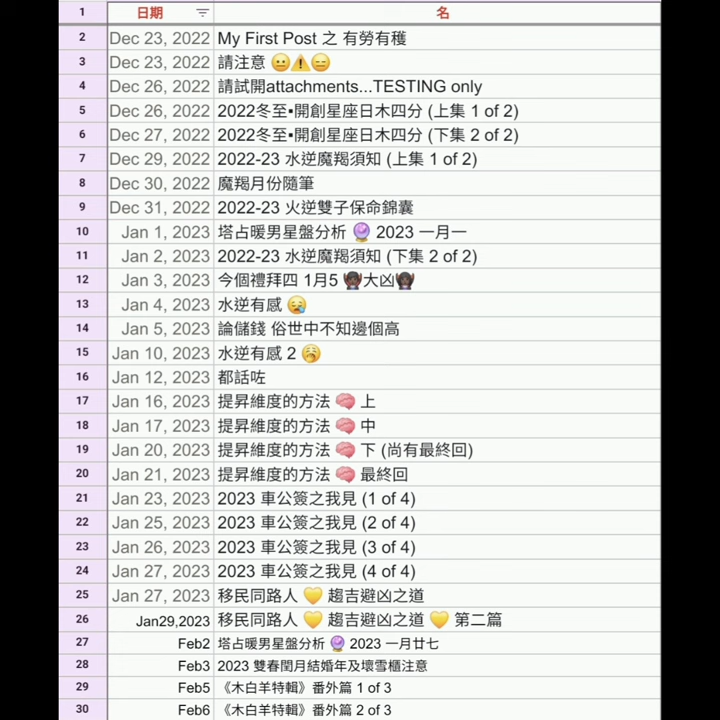 1 日期 名
2 Dec 23, 2022 My First Post 之 有勞有穫
3 Dec 23, 2022 請注意 😐⚠️😑
4 Dec 26, 2022 請試開attachments...TESTING only
5 Dec 26, 2022 2022冬至▪開創星座日木四分 (上集 1 of 2)
6 Dec 27, 2022 2022冬至▪開創星座日木四分 (下集 2 of 2)
7 Dec 29, 2022 2022-23 水逆魔羯須知 (上集 1 of 2)
8 Dec 30, 2022 魔羯月份隨筆
9 Dec 31, 2022 2022-23 火逆雙子保命錦囊
10 Jan 1, 2023 塔占暖男星盤分析 🔮 2023 一月一
11 Jan 2, 2023 2022-23 水逆魔羯須知 (下集 2 of 2)
12 Jan 3, 2023 今個禮拜四 1月5 🙅🏿大凶🙅🏿
13 Jan 4, 2023 水逆有感 😪
14 Jan 5, 2023 論儲錢 俗世中不知邊個高
15 Jan 10, 2023 水逆有感 2 🥱
16 Jan 12, 2023 都話咗
17 Jan 16, 2023 提昇維度的方法 🧠 上
18 Jan 17, 2023 提昇維度的方法 🧠 中
19 Jan 20, 2023 提昇維度的方法 🧠 下 (尚有最終回)
20 Jan 21, 2023 提昇維度的方法 🧠 最終回
21 Jan 23, 2023 2023 車公簽之我見 (1 of 4)
22 Jan 25, 2023 2023 車公簽之我見 (2 of 4)
23 Jan 26, 2023 2023 車公簽之我見 (3 of 4)
24 Jan 27, 2023 2023 車公簽之我見 (4 of 4)
25 Jan 27, 2023 移民同路人 💛 趨吉避凶之道
26 Jan29,2023 移民同路人 💛 趨吉避凶之道 💛 第二篇
27 Feb2 塔占暖男星盤分析 🔮 2023 一月廿七
28 Feb3 2023 雙春閏月結婚年及壞雪櫃注意
29 Feb5 《木白羊特輯》番外篇 1 of 3
30 Feb6 《木白羊特輯》番外篇 2 of 3